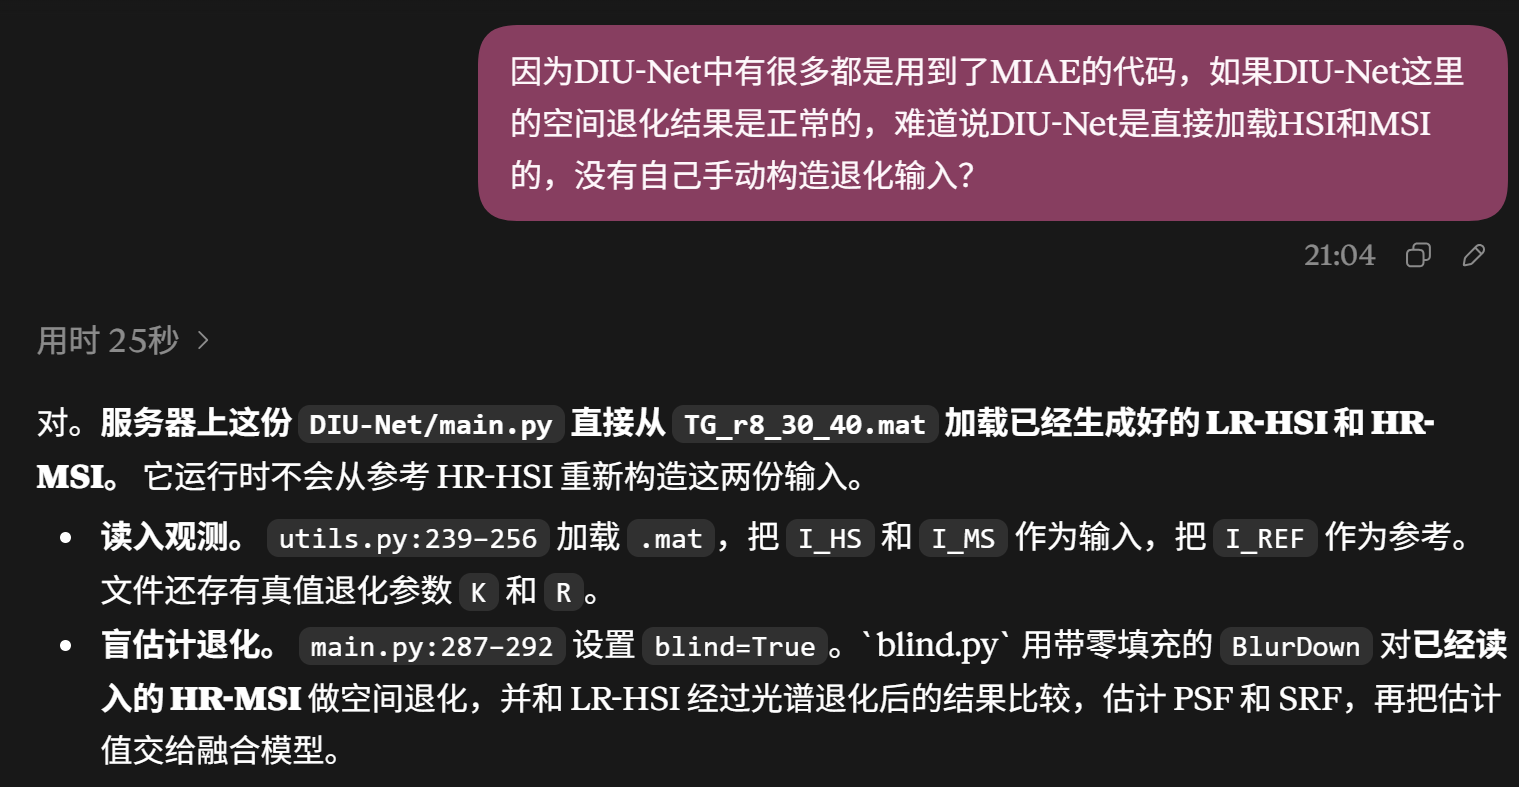 因为DIU-Net中有很多都是用到了MIAE的代码，如果DIU-Net这里
的空间退化结果是正常的，难道说DIU-Net是直接加载HSI和MSI
的，没有自己手动构造退化输入？
21:04
用时 25秒
对。服务器上这份 DIU-Net/main.py 直接从 TG_r8_30_40.mat 加载已经生成好的 LR-HSI 和 HR-
MSI。 它运行时不会从参考 HR-HSI 重新构造这两份输入。
读入观测。 utils.py:239–256 加载 .mat，把 I_HS 和 I_MS 作为输入，把 I_REF 作为参考。
文件还存有真值退化参数 K 和 R。
盲估计退化。 main.py:287–292 设置 blind=True。`blind.py` 用带零填充的 BlurDown 对已经读
入的 HR-MSI 做空间退化，并和 LR-HSI 经过光谱退化后的结果比较，估计 PSF 和 SRF，再把估计
值交给融合模型。